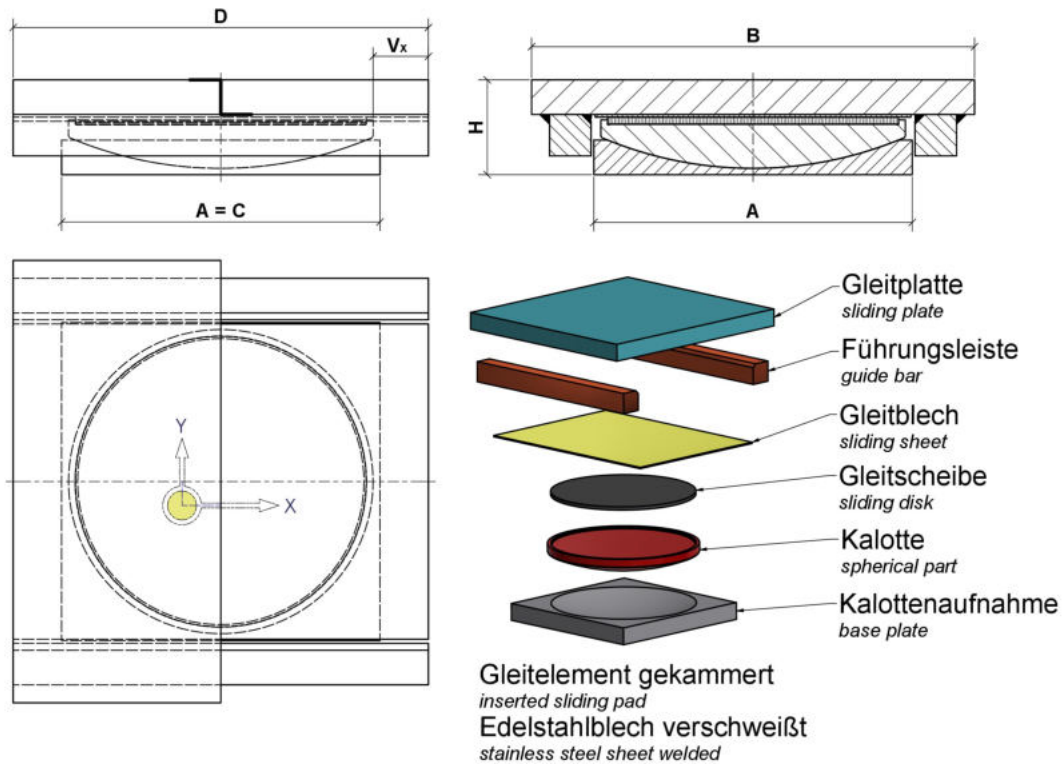 D
Vx
B
H
A = C
A
Y
X
Gleitplatte
sliding plate
Führungsleiste
guide bar
Gleitblech
sliding sheet
Gleitscheibe
sliding disk
Kalotte
spherical part
Kalottenaufnahme
base plate
Gleitelement gekammert
inserted sliding pad
Edelstahlblech verschweißt
stainless steel sheet welded